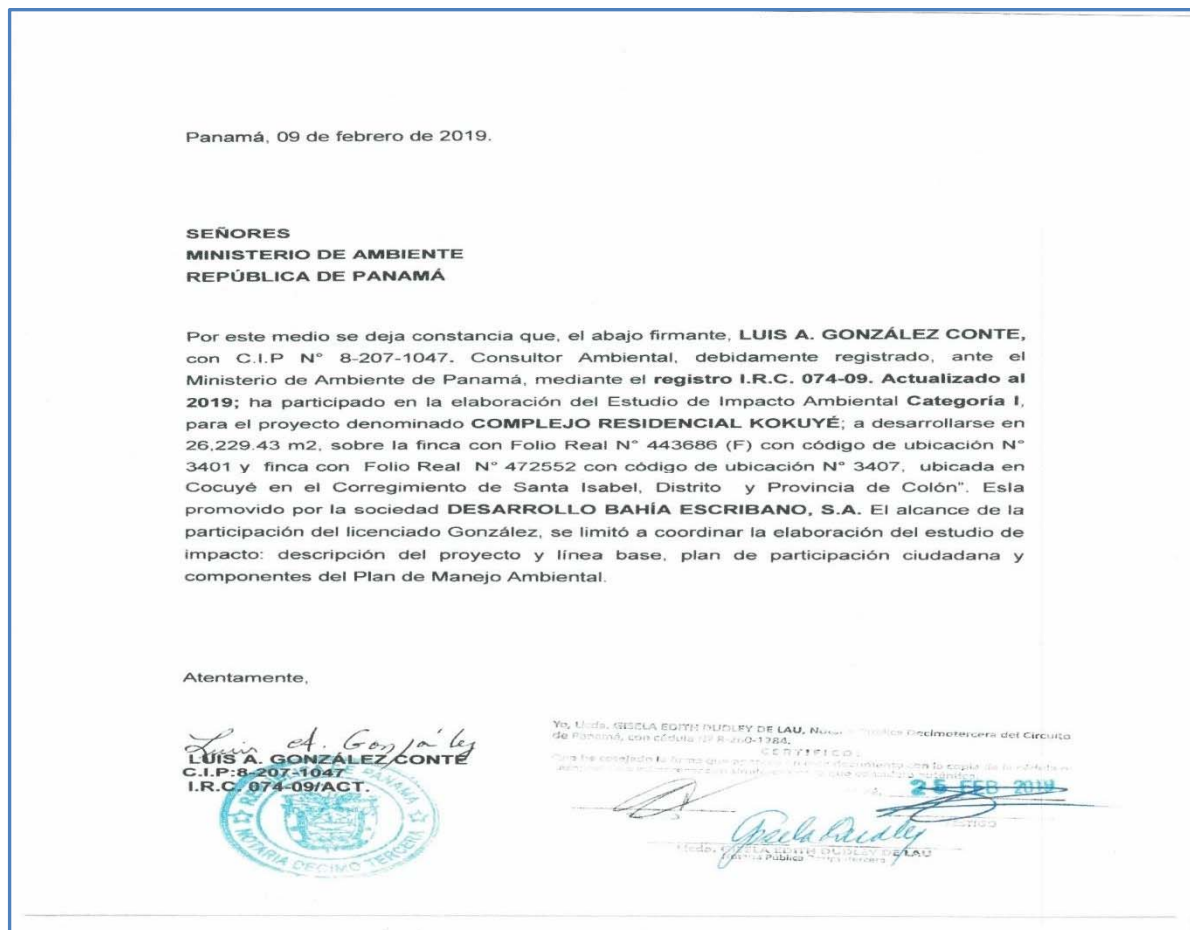 Panamá, 09 de febrero de 2019.
SEÑORES
MINISTERIO DE AMBIENTE
REPÚBLICA DE PANAMÁ
Por este medio se deja constancia que, el abajo firmante, LUIS A. GONZÁLEZ CONTE,
con C.I.P N° 8-207-1047. Consultor Ambiental, debidamente registrado, ante el
Ministerio de Ambiente de Panamá, mediante el registro I.R.C. 074-09. Actualizado al
2019; ha participado en la elaboración del Estudio de Impacto Ambiental Categoría I,
para el proyecto denominado COMPLEJO RESIDENCIAL KOKUYÉ; a desarrollarse en
26,229.43 m2, sobre la finca con Folio Real N° 443686 (F) con código de ubicación N°
3401 y finca con Folio Real N° 472552 con código de ubicación N° 3407, ubicada en
Cocuyé en el Corregimiento de Santa Isabel, Distrito y Provincia de Colón”. Esla
promovido por la sociedad DESARROLLO BAHÍA ESCRIBANO, S.A. El alcance de la
participación del licenciado González, se limitó a coordinar la elaboración del estudio de
impacto: descripción del proyecto y línea base, plan de participación ciudadana y
componentes del Plan de Manejo Ambiental.
Atentamente,
Luis A. González
LUIS A. GONZÁLEZ CONTE
C.I.P:8-207-1047
I.R.C. 074-09/ACT.
REPUBLICA DE PANAMA
NOTARIA DECIMO TERCERA
Yo, Licda. GISELA EDITH DUDLEY DE LAU, Decimotercera del Circuito
de Panamá, con cédula
CERTIFICO:
25 FEB 2019
TESTIGO
Gisela Dudley
Licda. GISELA EDITH DUDLEY DE LAU
Público